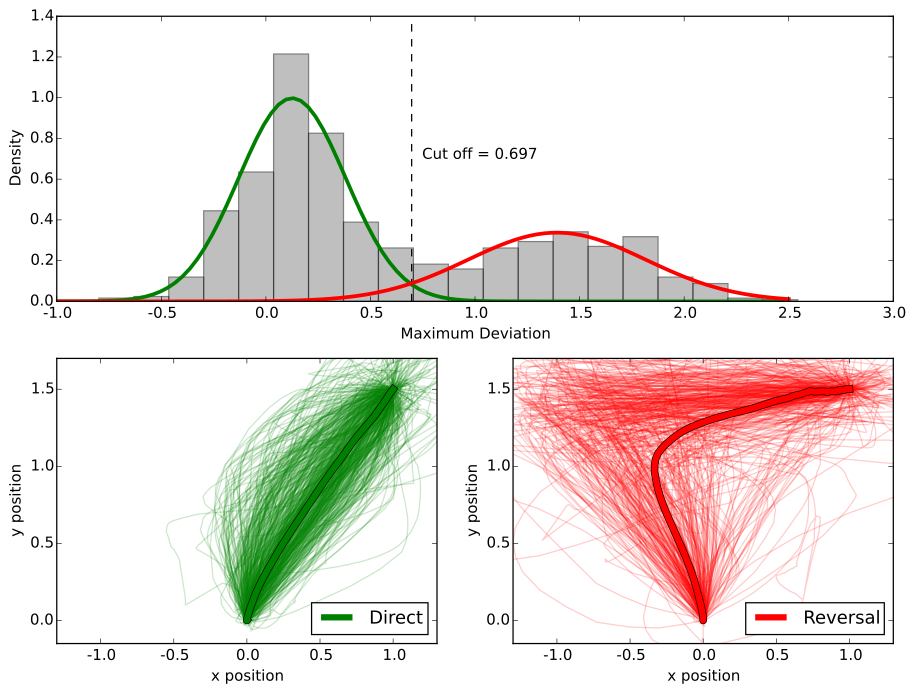 1.4
1.2
1.0
0.8
0.6
0.4
0.2
0.0
Density
Cut off = 0.697
-1.0 -0.5 0.0 0.5 1.0 1.5 2.0 2.5 3.0
Maximum Deviation
1.5
1.0
0.5
0.0
y position
Direct
-1.0 -0.5 0.0 0.5 1.0
x position
1.5
1.0
0.5
0.0
y position
Reversal
-1.0 -0.5 0.0 0.5 1.0
x position